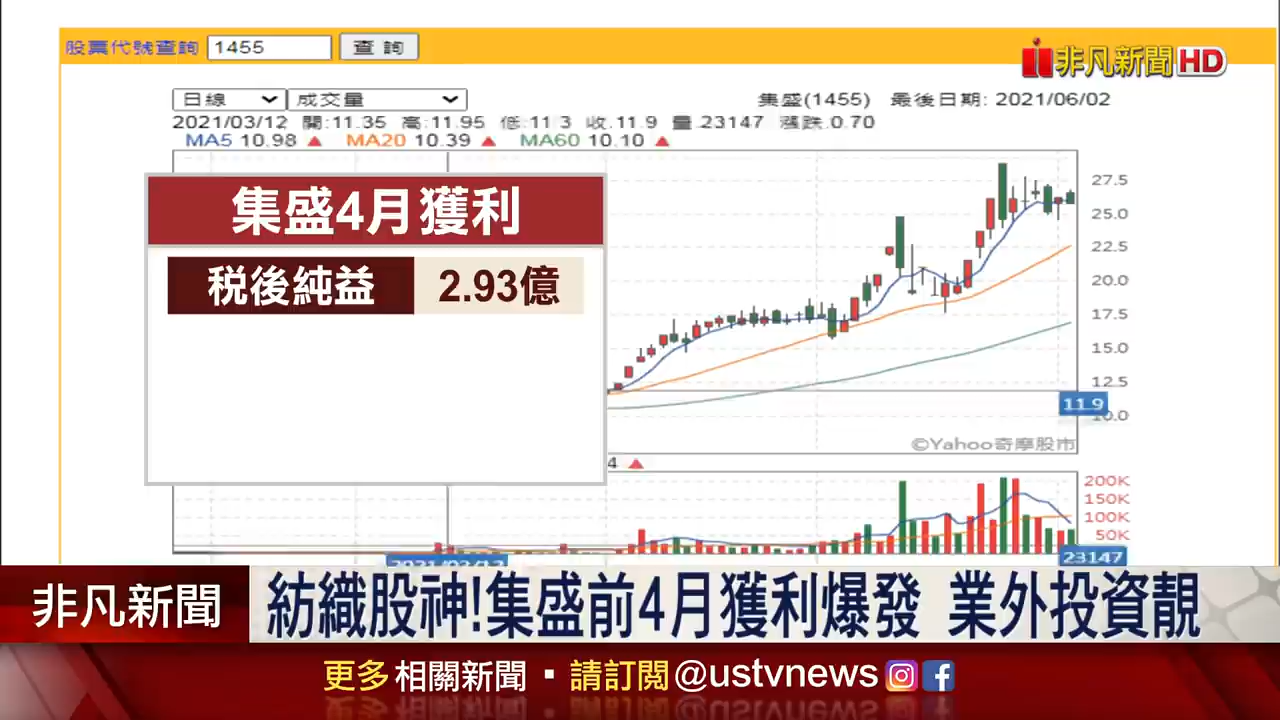 股票代號查詢 1455 查詢
非凡新聞HD
日線 成交量 集盛(1455) 最後日期: 2021/06/02
2021/03/12 開:11.35 高:11.95 低:11.3 收.11.9 量.23147 漲跌.0.70
MA5 10.98 ▲ MA20 10.39 ▲ MA60 10.10 ▲
集盛4月獲利
稅後純益 2.93億
27.5
25.0
22.5
20.0
17.5
15.0
12.5
11.9
10.0
©Yahoo奇摩股市
4 ▲
200K
150K
100K
50K
23147
2021/03/12
非凡新聞 紡織股神!集盛前4月獲利爆發 業外投資靚
更多相關新聞・請訂閱@ustvnews